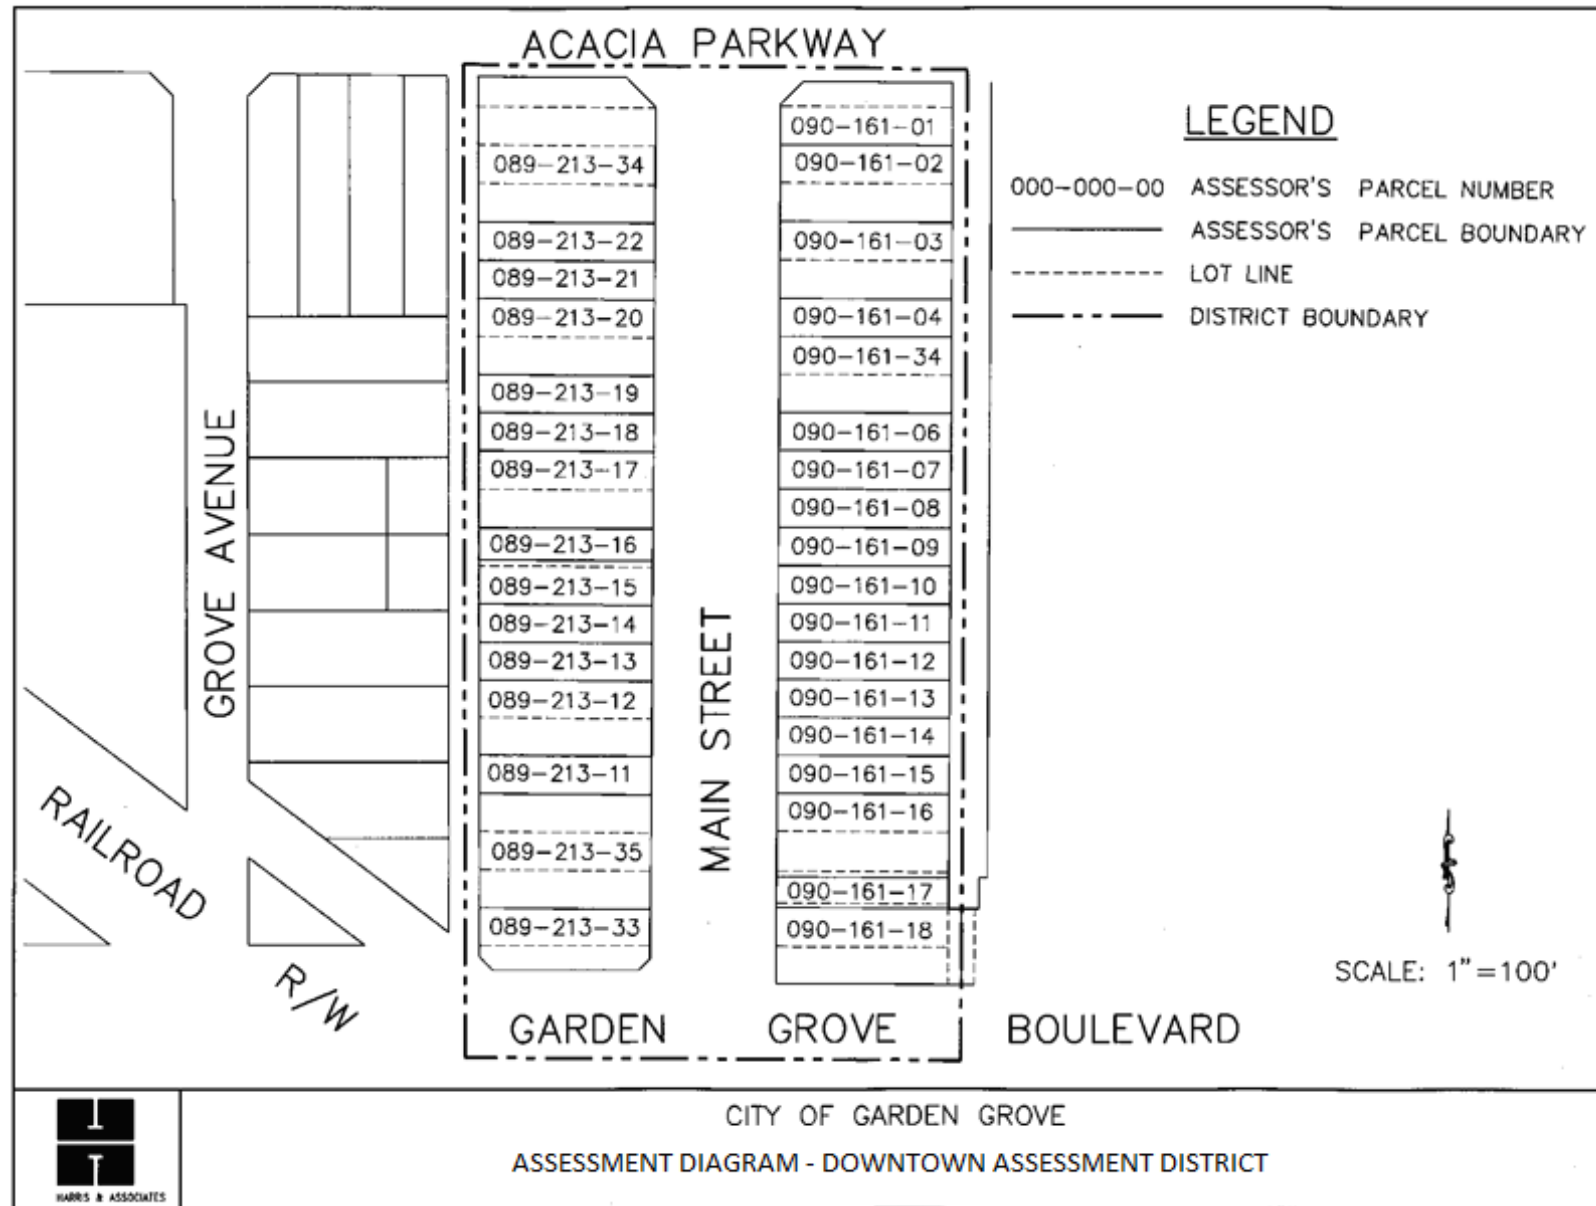 ACACIA PARKWAY
089-213-34
089-213-22
089-213-21
089-213-20
089-213-19
089-213-18
089-213-17
089-213-16
089-213-15
089-213-14
089-213-13
089-213-12
089-213-11
089-213-35
089-213-33
090-161-01
090-161-02
090-161-03
090-161-04
090-161-34
090-161-06
090-161-07
090-161-08
090-161-09
090-161-10
090-161-11
090-161-12
090-161-13
090-161-14
090-161-15
090-161-16
090-161-17
090-161-18
LEGEND
000-000-00 ASSESSOR'S PARCEL NUMBER
ASSESSOR'S PARCEL BOUNDARY
LOT LINE
DISTRICT BOUNDARY
GROVE AVENUE
MAIN STREET
RAILROAD
R/W
SCALE: 1"=100'
GARDEN GROVE BOULEVARD
CITY OF GARDEN GROVE
ASSESSMENT DIAGRAM - DOWNTOWN ASSESSMENT DISTRICT
HARRIS & ASSOCIATES